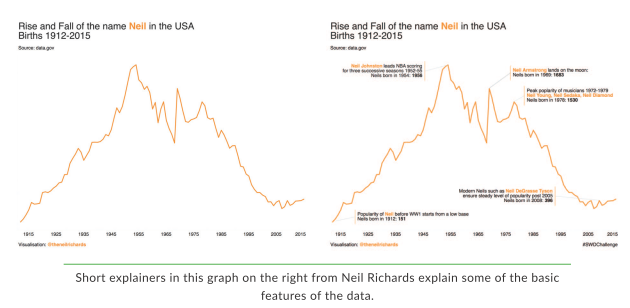 Rise and Fall of the name Neil in the USA
Births 1912-2015
Source: data.gov
1915 1925 1935 1945 1955 1965 1975 1985 1995 2005 2015
Visualisation: @theneilrichards
Rise and Fall of the name Neil in the USA
Births 1912-2015
Source: data.gov
Neil Johnston leads NBA scoring
for three successive seasons 1952-55
Neils born in 1954: 1935
Neil Armstrong lands on the moon:
Neils born in 1969: 1683
Peak poplarity of musicians 1972-1979
Neil Young, Neil Sedaka, Neil Diamond
Neils born in 1978:
Modern Neils such as Neil DeGrasse Tyson
ensure steady level of popularity post 2005
Neils born in 2008: 396
Popularity of Neil before WW1 starts from a low base
Neils born in 1912: 151
1915 1925 1935 1945 1955 1965 1975 1985 1995 2005 2015
Visualisation: @theneilrichards
#SWDChallenge
Short explainers in this graph on the right from Neil Richards explain some of the basic
features of the data.